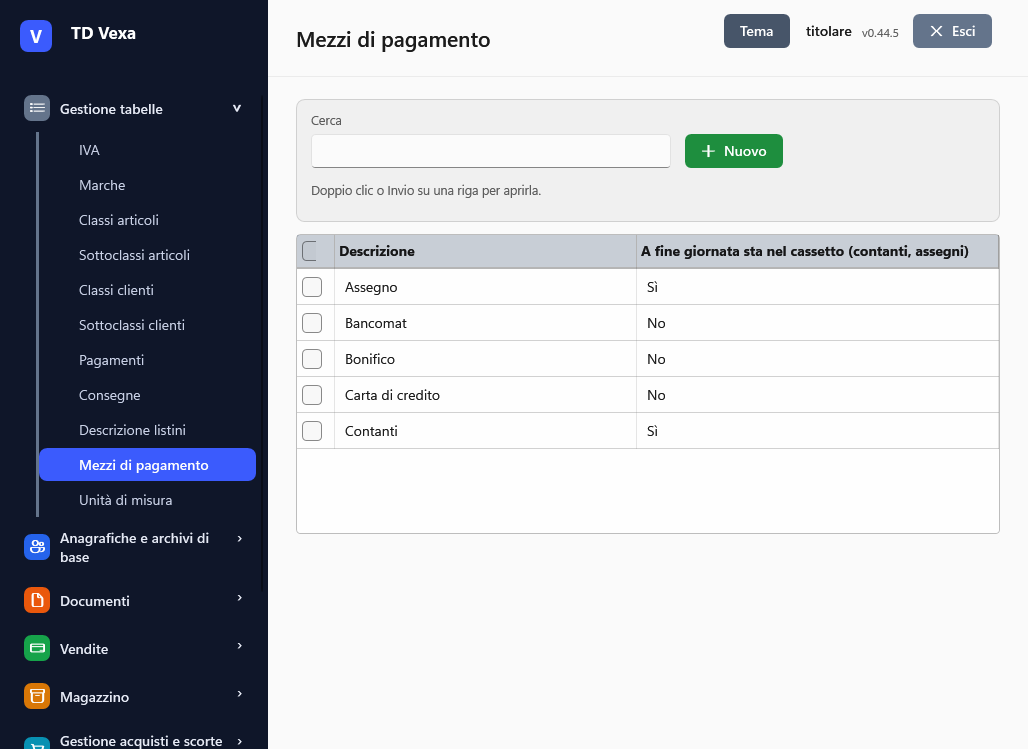 V
TD Vexa
Gestione tabelle
IVA
Marche
Classi articoli
Sottoclassi articoli
Classi clienti
Sottoclassi clienti
Pagamenti
Consegne
Descrizione listini
Mezzi di pagamento
Unità di misura
Anagrafiche e archivi di
base
Documenti
Vendite
Magazzino
Gestione acquisti e scorte
Mezzi di pagamento
Tema
titolare v0.44.5
Esci
Cerca
Nuovo
Doppio clic o Invio su una riga per aprirla.
Descrizione A fine giornata sta nel cassetto (contanti, assegni)
Assegno Sì
Bancomat No
Bonifico No
Carta di credito No
Contanti Sì